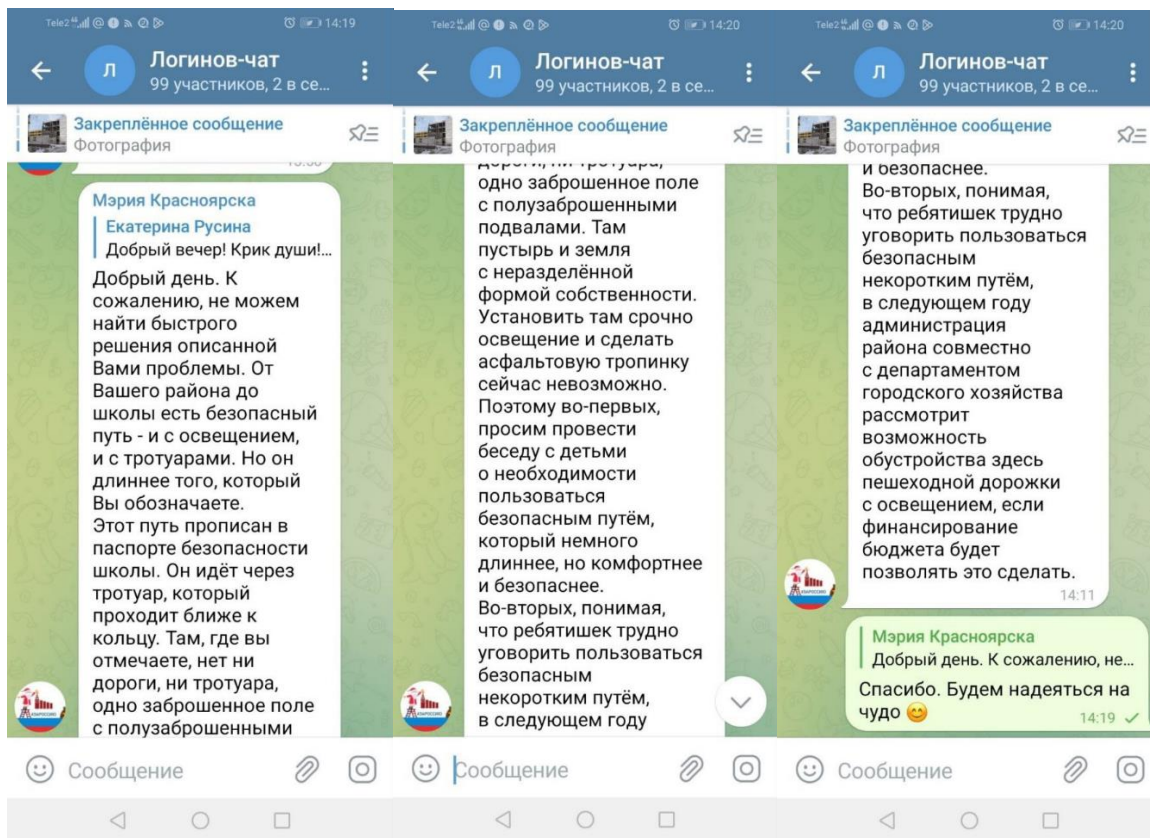 Tele2 14:19
Логинов-чат
Л
99 участников, 2 в се...
Закреплённое сообщение
Фотография
Мэрия Красноярска
Екатерина Русина
Добрый вечер! Крик души!...
Добрый день. К
сожалению, не можем
найти быстрого
решения описанной
Вами проблемы. От
Вашего района до
школы есть безопасный
путь - и с освещением,
и с тротуарами. Но он
длиннее того, который
Вы обозначаете.
Этот путь прописан в
паспорте безопасности
школы. Он идёт через
тротуар, который
проходит ближе к
кольцу. Там, где вы
отмечаете, нет ни
дороги, ни тротуара,
одно заброшенное поле
с полузаброшенными
Сообщение
Tele2 14:20
Логинов-чат
Л
99 участников, 2 в се...
Закреплённое сообщение
Фотография
дороги, ни тротуара,
одно заброшенное поле
с полузаброшенными
подвалами. Там
пустырь и земля
с неразделённой
формой собственности.
Установить там срочно
освещение и сделать
асфальтовую тропинку
сейчас невозможно.
Поэтому во-первых,
просим провести
беседу с детьми
о необходимости
пользоваться
безопасным путём,
который немного
длиннее, но комфортнее
и безопаснее.
Во-вторых, понимая,
что ребятишек трудно
уговорить пользоваться
безопасным
некоротким путём,
в следующем году
Сообщение
Tele2 14:20
Логинов-чат
Л
99 участников, 2 в се...
Закреплённое сообщение
Фотография
и безопаснее.
Во-вторых, понимая,
что ребятишек трудно
уговорить пользоваться
безопасным
некоротким путём,
в следующем году
администрация
района совместно
с департаментом
городского хозяйства
рассмотрит
возможность
обустройства здесь
пешеходной дорожки
с освещением, если
финансирование
бюджета будет
позволять это сделать.
14:11
Мэрия Красноярска
Добрый день. К сожалению, не...
Спасибо. Будем надеяться на
чудо 😊
14:19
Сообщение